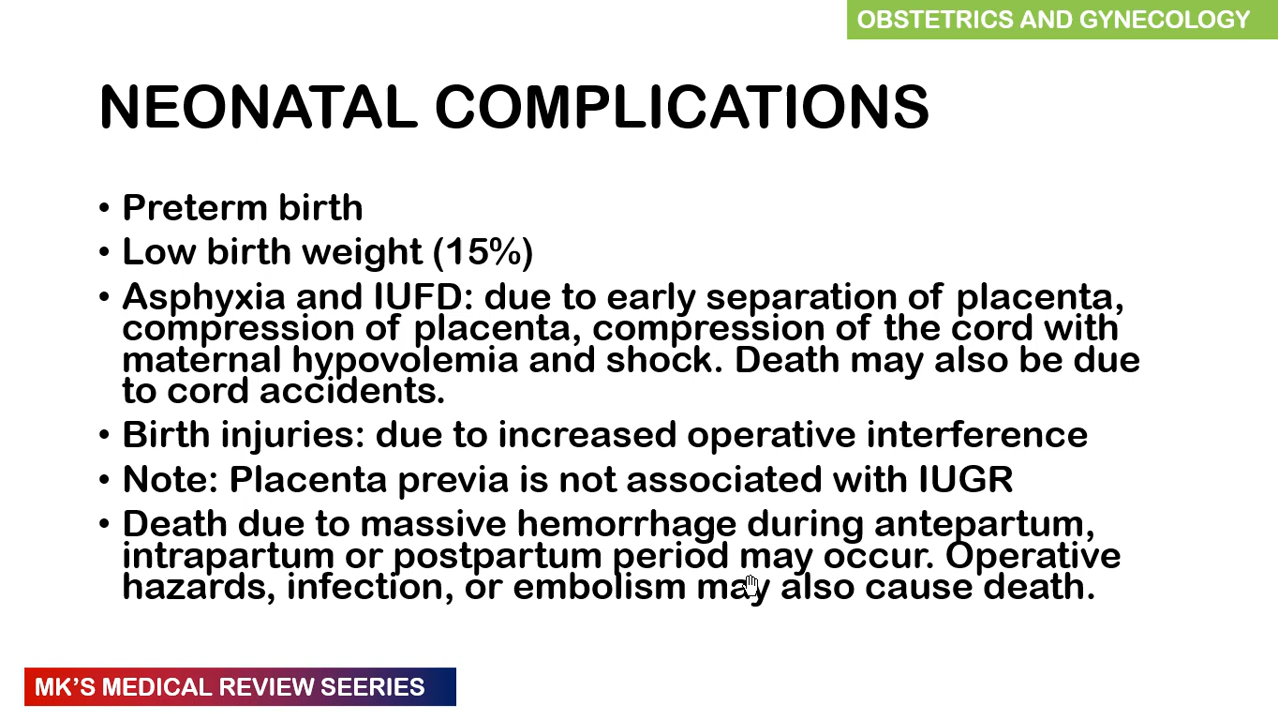 OBSTETRICS AND GYNECOLOGY
NEONATAL COMPLICATIONS
• Preterm birth
• Low birth weight (15%)
• Asphyxia and IUFD: due to early separation of placenta,
compression of placenta, compression of the cord with
maternal hypovolemia and shock. Death may also be due
to cord accidents.
• Birth injuries: due to increased operative interference
• Note: Placenta previa is not associated with IUGR
• Death due to massive hemorrhage during antepartum,
intrapartum or postpartum period may occur. Operative
hazards, infection, or embolism may also cause death.
MK'S MEDICAL REVIEW SEERIES